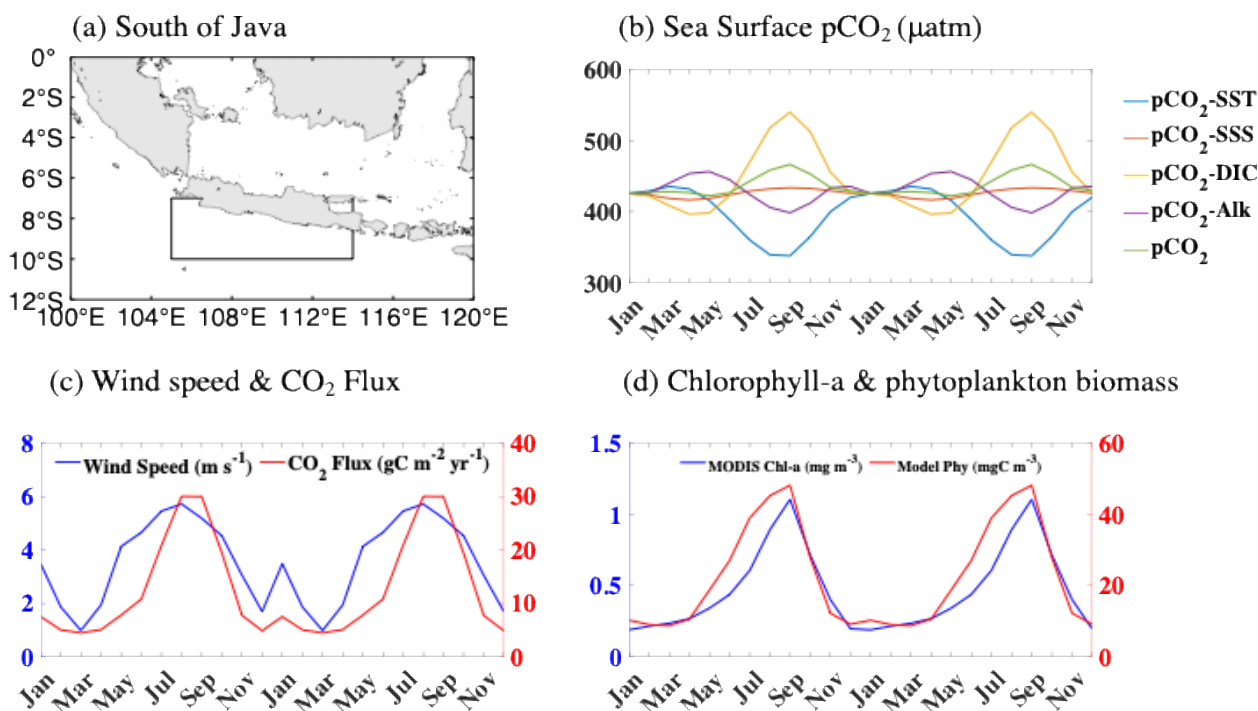 (a) South of Java
0°
2°S
4°S
6°S
8°S
10°S
12°S
100°E 104°E 108°E 112°E 116°E 120°E
(b) Sea Surface pCO₂ (μatm)
600
500
400
300
Jan Mar May Jul Sep Nov Jan Mar May Jul Sep Nov
pCO₂-SST
pCO₂-SSS
pCO₂-DIC
pCO₂-Alk
pCO₂
(c) Wind speed & CO₂ Flux
8
6
4
2
0
Wind Speed (m s⁻¹) CO₂ Flux (gC m⁻² yr⁻¹)
40
30
20
10
0
Jan Mar May Jul Sep Nov Jan Mar May Jul Sep Nov
(d) Chlorophyll-a & phytoplankton biomass
1.5
1
0.5
0
MODIS Chl-a (mg m⁻³) Model Phy (mgC m⁻³)
60
40
20
0
Jan Mar May Jul Sep Nov Jan Mar May Jul Sep Nov